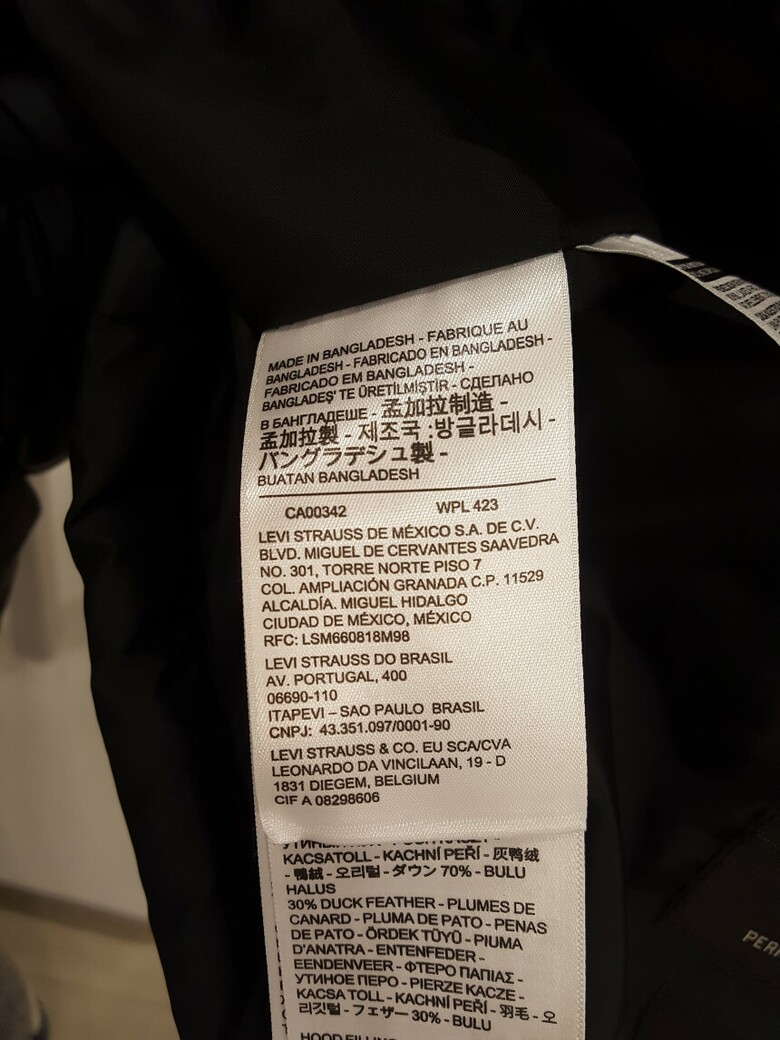 MADE IN BANGLADESH - FABRIQUE AU
BANGLADESH - FABRICADO EN BANGLADESH -
FABRICADO EM BANGLADESH -
BANGLADEŞ' TE ÜRETİLMİŞTİR - СДЕЛАНО
В БАНГЛАДЕШЕ - 孟加拉制造 -
孟加拉製 - 제조국 :방글라데시 -
バングラデシュ製 -
BUATAN BANGLADESH
CA00342 WPL 423
LEVI STRAUSS DE MÉXICO S.A. DE C.V.
BLVD. MIGUEL DE CERVANTES SAAVEDRA
NO. 301, TORRE NORTE PISO 7
COL. AMPLIACIÓN GRANADA C.P. 11529
ALCALDÍA. MIGUEL HIDALGO
CIUDAD DE MÉXICO, MÉXICO
RFC: LSM660818M98
LEVI STRAUSS DO BRASIL
AV. PORTUGAL, 400
06690-110
ITAPEVI – SAO PAULO BRASIL
CNPJ: 43.351.097/0001-90
LEVI STRAUSS & CO. EU SCA/CVA
LEONARDO DA VINCILAAN, 19 - D
1831 DIEGEM, BELGIUM
CIF A 08298606
KACSATOLL - KACHNÍ PEŘÍ - 灰鸭绒
- 鴨絨 - 오리털 - ダウン 70% - BULU
HALUS
30% DUCK FEATHER - PLUMES DE
CANARD - PLUMA DE PATO - PENAS
DE PATO - ÖRDEK TÜYÜ - PIUMA
D'ANATRA - ENTENFEDER -
EENDENVEER - ΦΤΕΡΟ ΠΑΠΙΑΣ -
УТИНОЕ ПЕРО - PIERZE KACZE -
KACSA TOLL - KACHNÍ PEŘÍ - 羽毛 - 오
리깃털 - フェザー 30% - BULU